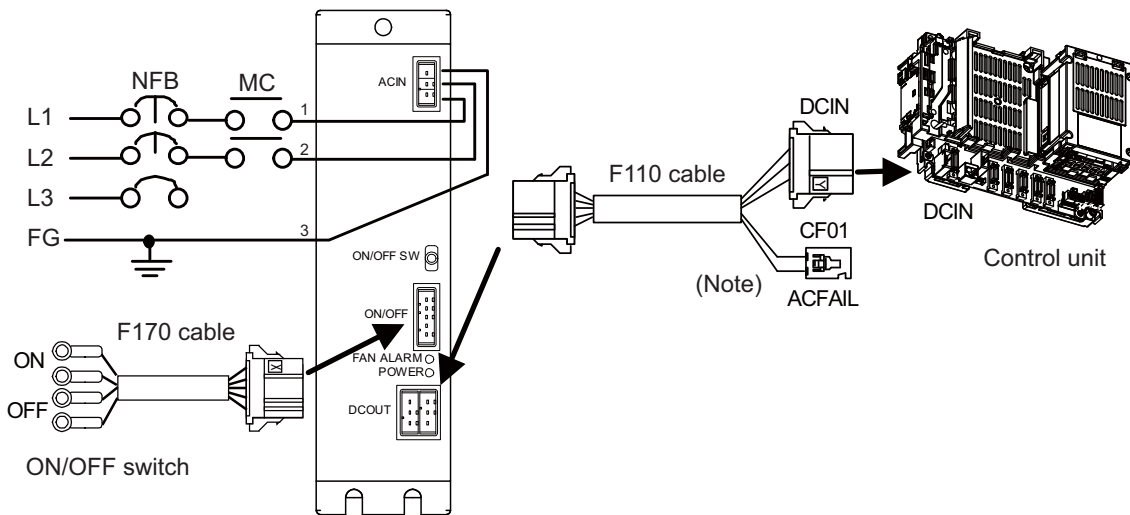 NFB
MC
ACIN
L1
1
L2
2
L3
FG
3
ON/OFF SW
ON/OFF
FAN ALARM
POWER
DCOUT
F170 cable
ON
OFF
X
ON/OFF switch
F110 cable
(Note)
DCIN
Y
CF01
ACFAIL
DCIN
Control unit